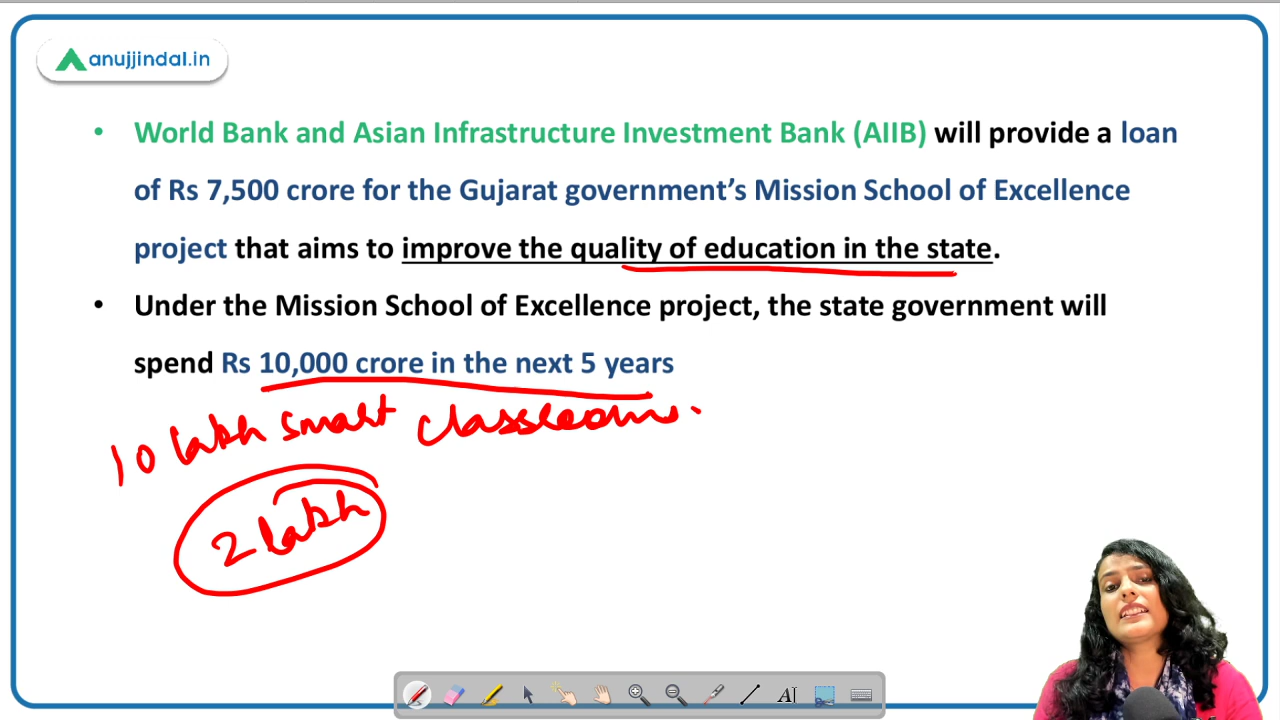 anujjindal.in
• World Bank and Asian Infrastructure Investment Bank (AIIB) will provide a loan
of Rs 7,500 crore for the Gujarat government's Mission School of Excellence
project that aims to improve the quality of education in the state.
• Under the Mission School of Excellence project, the state government will
spend Rs 10,000 crore in the next 5 years
10 lakh smart classrooms.
2 lakh
A